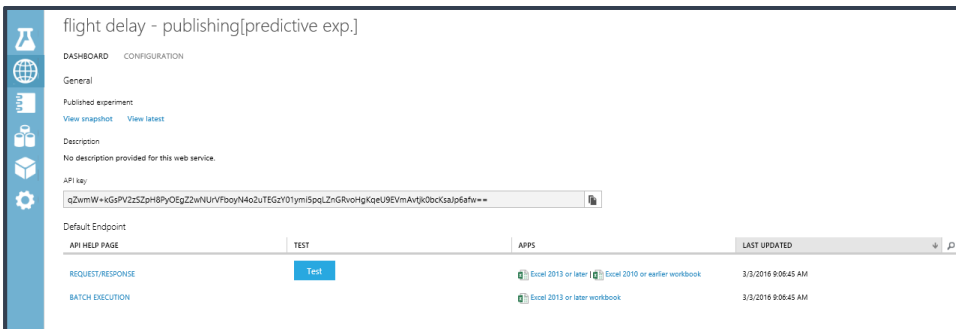 flight delay - publishing[predictive exp.]
DASHBOARD CONFIGURATION
General
Published experiment
View snapshot View latest
Description
No description provided for this web service.
API key
qZwmW+kGsPV2zSZpH8PyOEgZ2wNUrVFboyN4o2uTEGzY01ymi5pqLZnGRvoHgKqeU9EVmAvtjk0bcKsaJp6afw==
Default Endpoint
API HELP PAGE TEST APPS LAST UPDATED
REQUEST/RESPONSE Test Excel 2013 or later | Excel 2010 or earlier workbook 3/3/2016 9:06:45 AM
BATCH EXECUTION Excel 2013 or later workbook 3/3/2016 9:06:45 AM